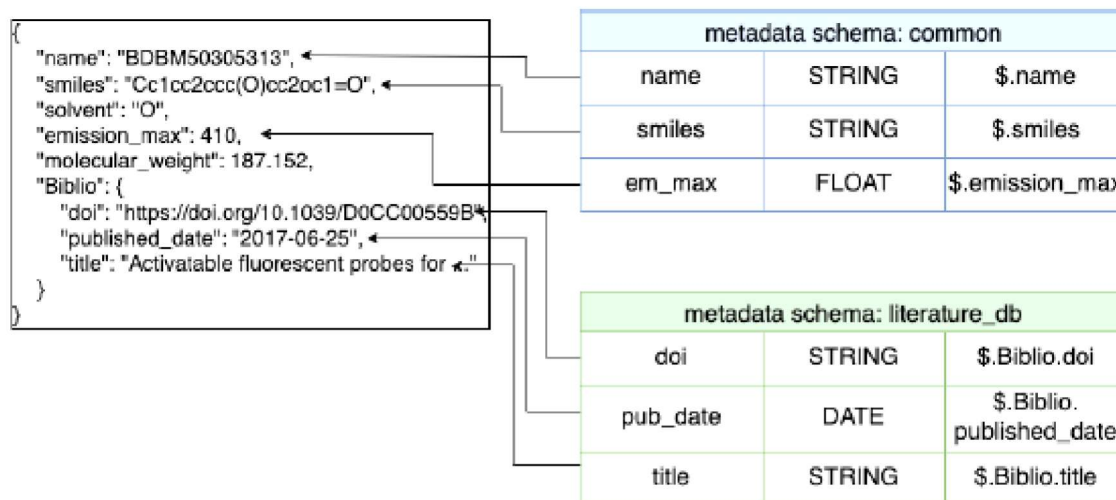 {
"name": "BDBM50305313",
"smiles": "Cc1cc2ccc(O)cc2oc1=O",
"solvent": "O",
"emission_max": 410,
"molecular_weight": 187.152,
"Biblio": {
"doi": "https://doi.org/10.1039/D0CC00559B",
"published_date": "2017-06-25",
"title": "Activatable fluorescent probes for ."
}
}
metadata schema: common
name STRING $.name
smiles STRING $.smiles
em_max FLOAT $.emission_max
metadata schema: literature_db
doi STRING $.Biblio.doi
pub_date DATE $.Biblio.
published_date
title STRING $.Biblio.title